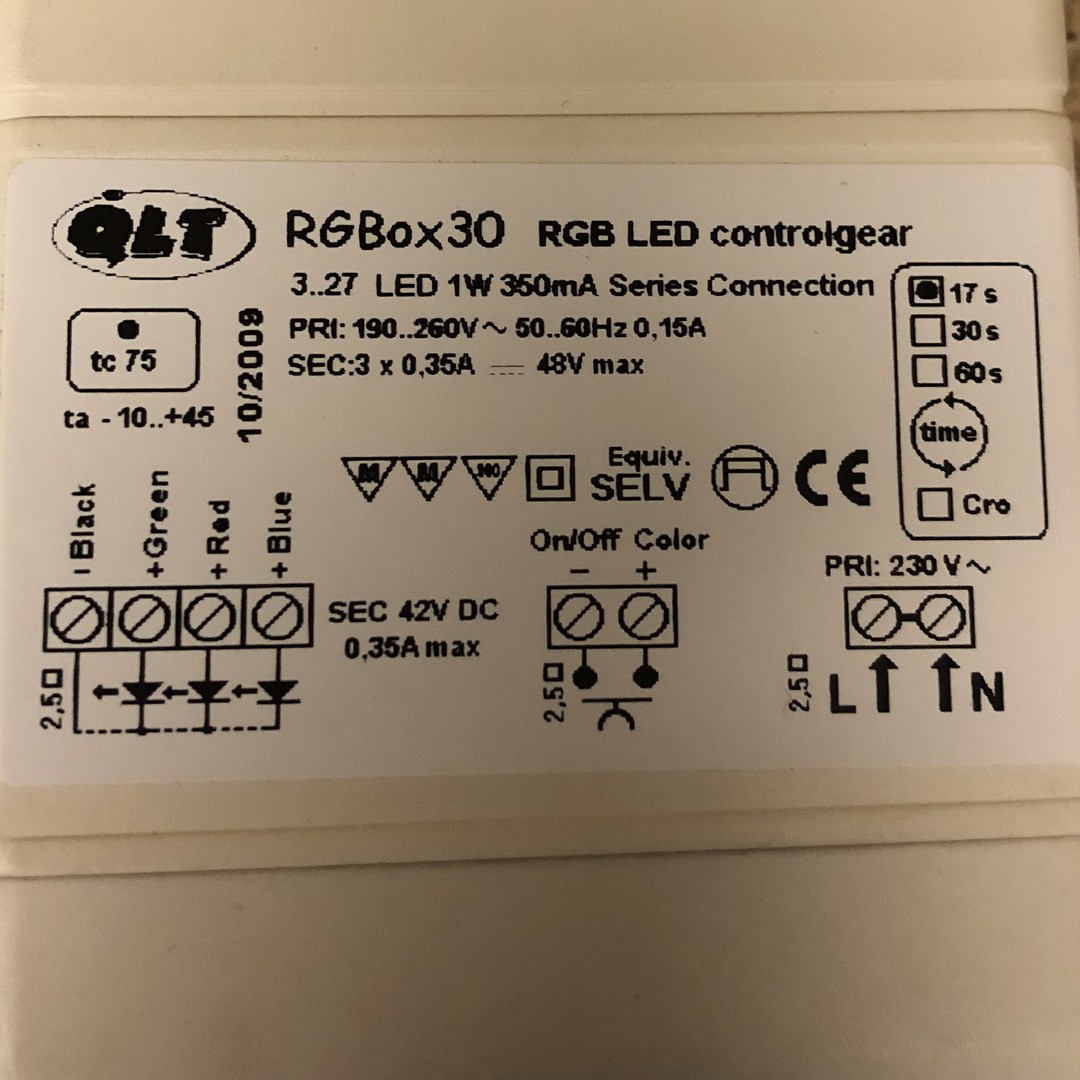 QLT
RGBox30 RGB LED controlgear
3..27 LED 1W 350mA Series Connection
PRI: 190..260V~ 50..60Hz 0,15A
SEC:3 x 0,35A 48V max
tc 75
ta -10..+45
10/2009
17 s
30 s
60 s
time
Cro
M M 110
Equiv.
SELV
CE
- Black
+ Green
+ Red
+ Blue
SEC 42V DC
0,35A max
2,5
On/Off Color
- +
2,5
PRI: 230 V~
2,5
L N